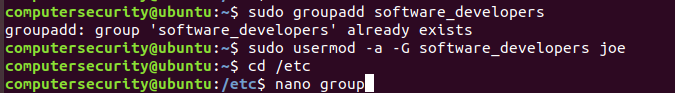 computersecurity@ubuntu:~$ sudo groupadd software_developers
groupadd: group 'software_developers' already exists
computersecurity@ubuntu:~$ sudo usermod -a -G software_developers joe
computersecurity@ubuntu:~$ cd /etc
computersecurity@ubuntu:/etc$ nano group